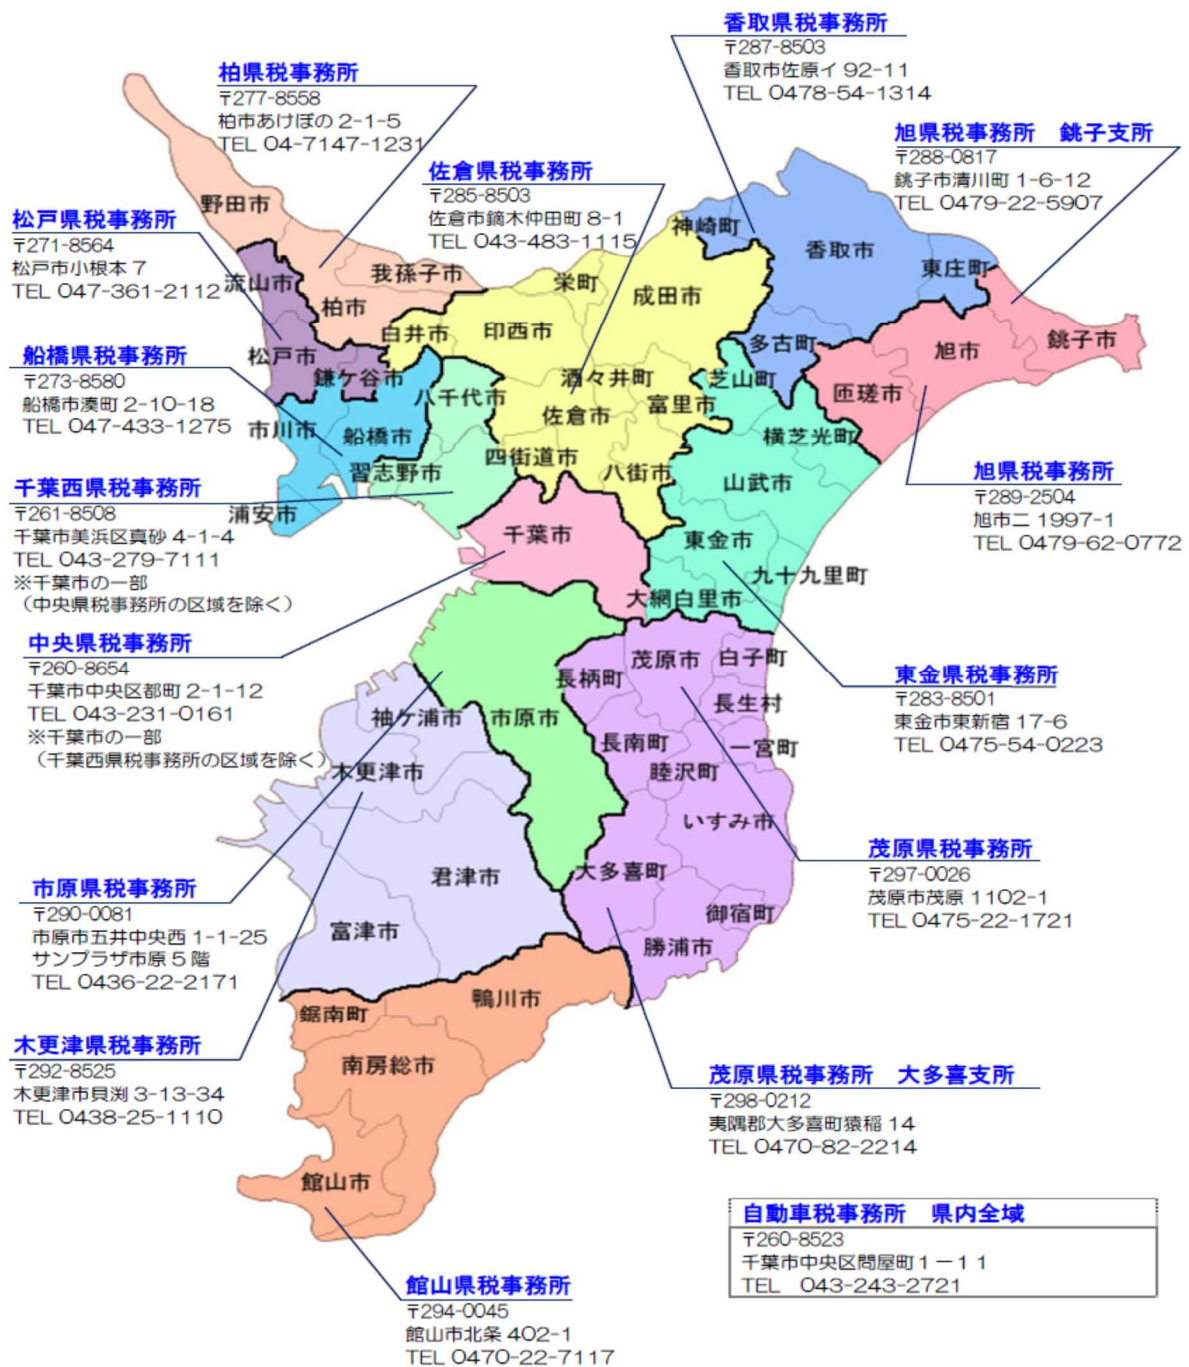 香取県税事務所
〒287-8503
香取市佐原イ 92-11
TEL 0478-54-1314
柏県税事務所
〒277-8558
柏市あけぼの 2-1-5
TEL 04-7147-1231
旭県税事務所　銚子支所
〒288-0817
銚子市清川町 1-6-12
TEL 0479-22-5907
佐倉県税事務所
〒285-8503
佐倉市鏑木仲田町 8-1
TEL 043-483-1115
松戸県税事務所
〒271-8564
松戸市小根本 7
TEL 047-361-2112
船橋県税事務所
〒273-8580
船橋市湊町 2-10-18
TEL 047-433-1275
千葉西県税事務所
〒261-8508
千葉市美浜区真砂 4-1-4
TEL 043-279-7111
※千葉市の一部
（中央県税事務所の区域を除く）
中央県税事務所
〒260-8654
千葉市中央区都町 2-1-12
TEL 043-231-0161
※千葉市の一部
（千葉西県税事務所の区域を除く）
市原県税事務所
〒290-0081
市原市五井中央西 1-1-25
サンプラザ市原 5 階
TEL 0436-22-2171
木更津県税事務所
〒292-8525
木更津市貝渕 3-13-34
TEL 0438-25-1110
野田市
流山市
柏市
我孫子市
松戸市
鎌ケ谷市
白井市
印西市
栄町
成田市
神崎町
香取市
東庄町
多古町
旭市
銚子市
匝瑳市
芝山町
横芝光町
酒々井町
富里市
佐倉市
八千代市
船橋市
市川市
習志野市
浦安市
四街道市
八街市
山武市
千葉市
東金市
九十九里町
大網白里市
茂原市
白子町
長柄町
長生村
長南町
一宮町
睦沢町
いすみ市
大多喜町
御宿町
勝浦市
市原市
袖ケ浦市
木更津市
君津市
富津市
鋸南町
鴨川市
南房総市
館山市
旭県税事務所
〒289-2504
旭市二 1997-1
TEL 0479-62-0772
東金県税事務所
〒283-8501
東金市東新宿 17-6
TEL 0475-54-0223
茂原県税事務所
〒297-0026
茂原市茂原 1102-1
TEL 0475-22-1721
茂原県税事務所　大多喜支所
〒298-0212
夷隅郡大多喜町猿稲 14
TEL 0470-82-2214
自動車税事務所　県内全域
〒260-8523
千葉市中央区問屋町１－１１
TEL　043-243-2721
館山県税事務所
〒294-0045
館山市北条 402-1
TEL 0470-22-7117